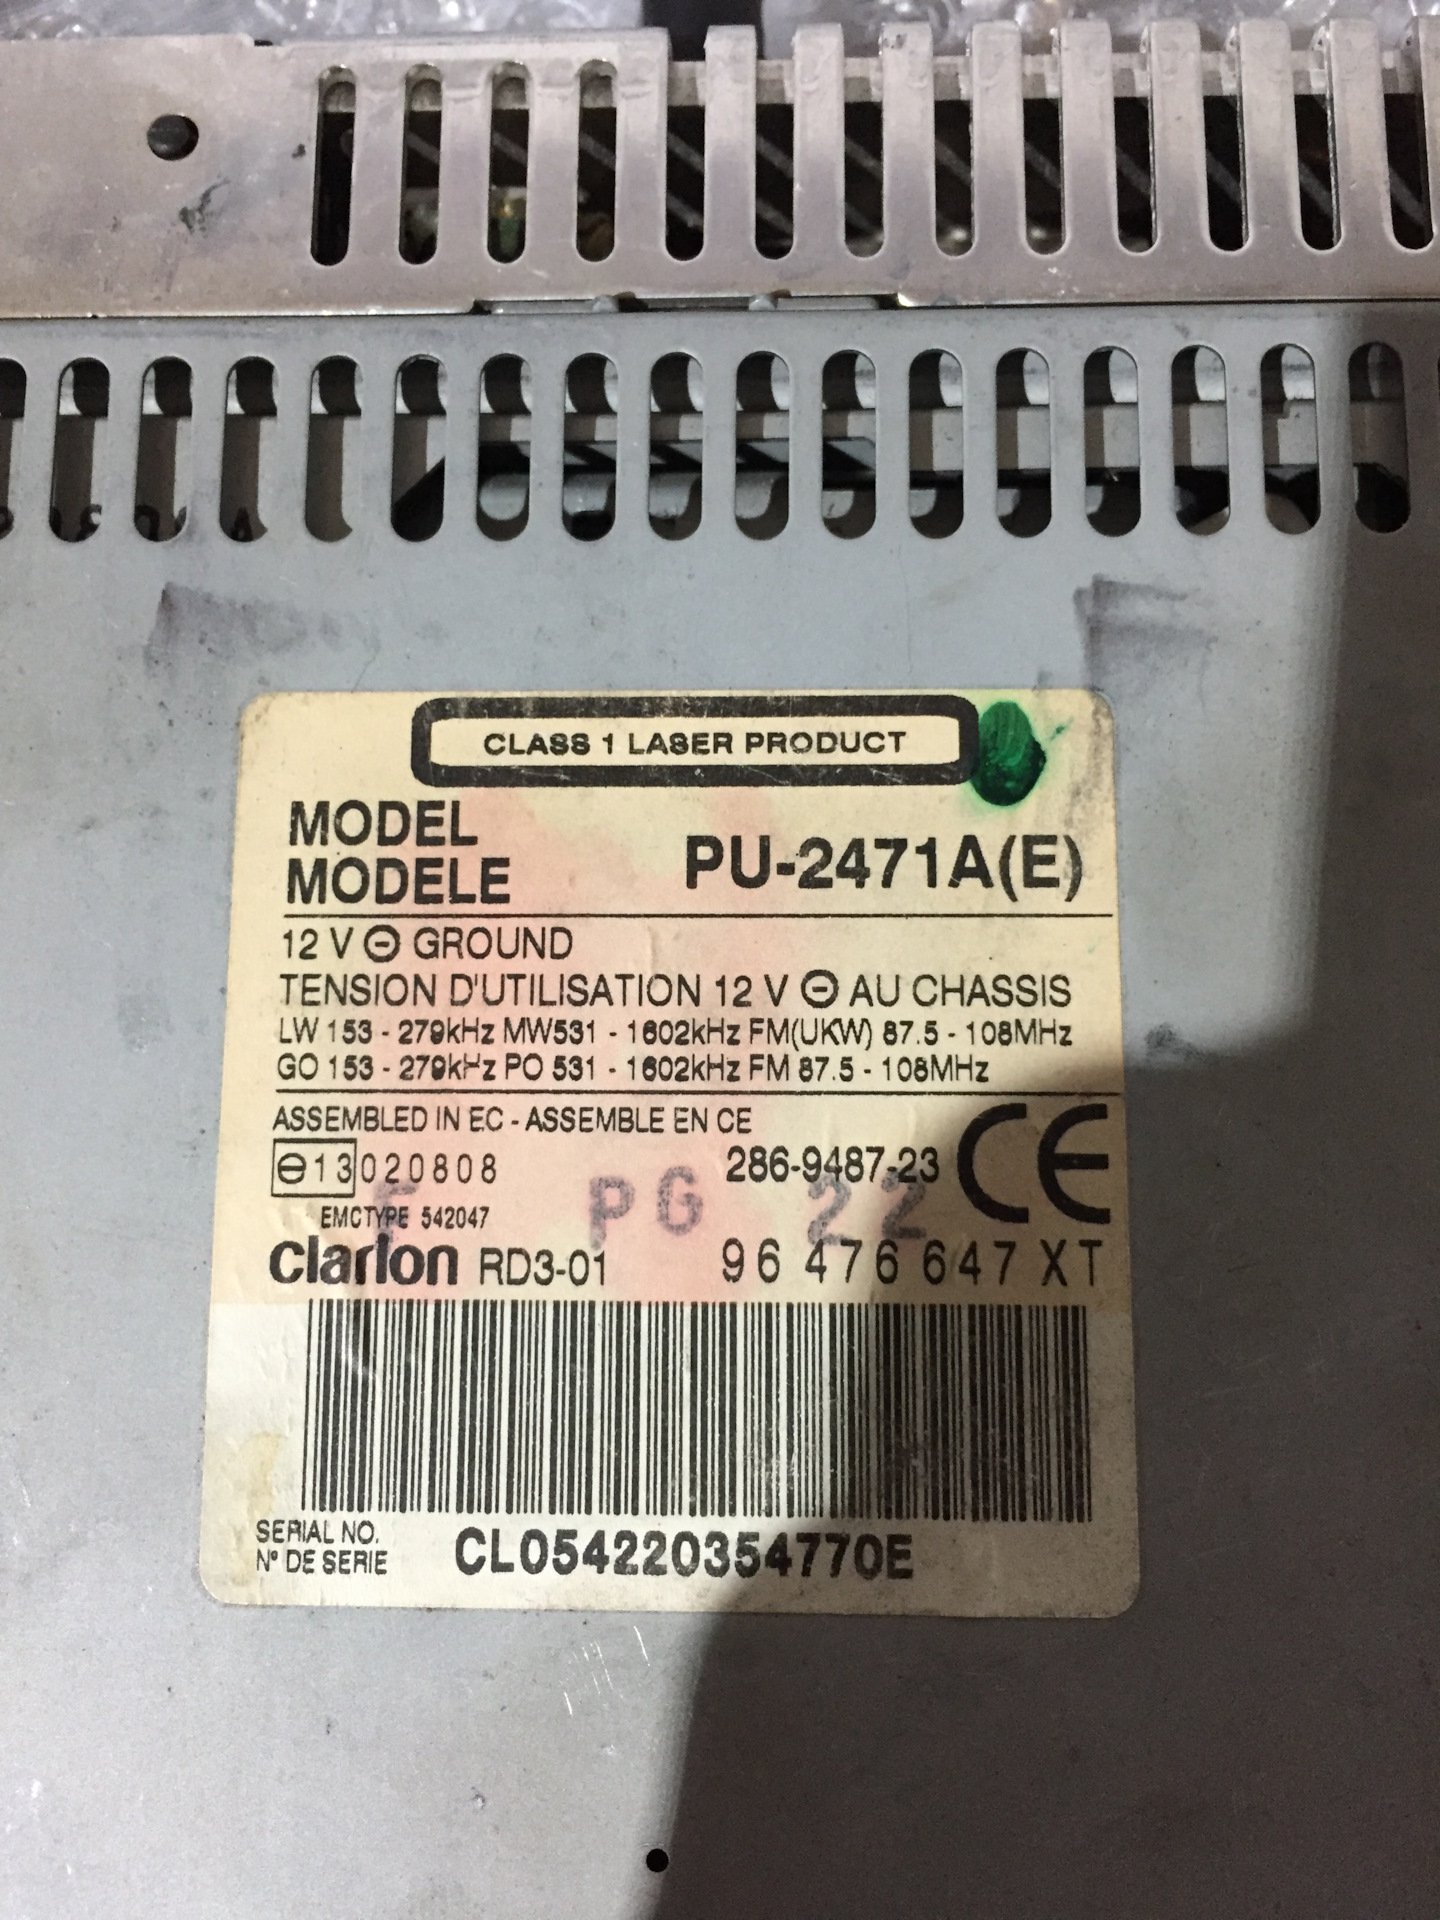 CLASS 1 LASER PRODUCT
MODEL
MODELE
PU-2471A(E)
12 V ⊖ GROUND
TENSION D'UTILISATION 12 V ⊖ AU CHASSIS
LW 153 - 279kHz MW531 - 1602kHz FM(UKW) 87.5 - 108MHz
GO 153 - 279kHz PO 531 - 1602kHz FM 87.5 - 108MHz
ASSEMBLED IN EC - ASSEMBLE EN CE
⊖13 020808 286-9487-23 CE
PG 22
EMCTYPE 542047
Clarion RD3-01 96 476 647 XT
SERIAL NO.
N° DE SERIE
CL054220354770E